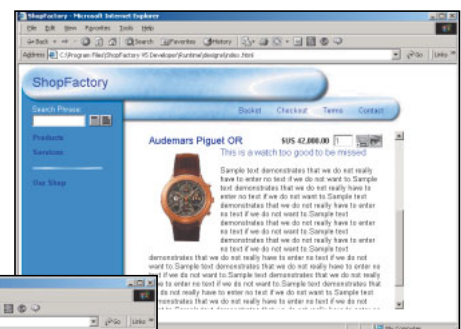 ShopFactory - Microsoft Internet Explorer
File Edit View Favorites Tools Help
Back Search Favorites History
Address C:\Program Files\ShopFactory V5 Developer\Runtime\designs\index.html Go Links
ShopFactory
Search Phrase:
Basket Checkout Terms Contact
Products
Services
Our Shop
Audemars Piguet OR $US 42,000.00 1
This is a watch too good to be missed
Sample text demonstrates that we do not really
have to enter no text if we do not want to.Sample
text demonstrates that we do not really have to
enter no text if we do not want to.Sample text
demonstrates that we do not really have to enter
no text if we do not want to.Sample text
demonstrates that we do not really have to enter
no text if we do not want to.Sample text
demonstrates that we do not really have to enter
no text if we do not want to.Sample text
demonstrates that we do not really have to enter no text if we do not
want to.Sample text demonstrates that we do not really have to enter no
text if we do not want to.Sample text demonstrates that we do not really
have to enter no text if we do not want to.Sample text demonstrates that
we do not really have to enter no text if we do not want to.Sample text
demonstrates that we do not really have to enter no text if we do not
My Computer
Go Links